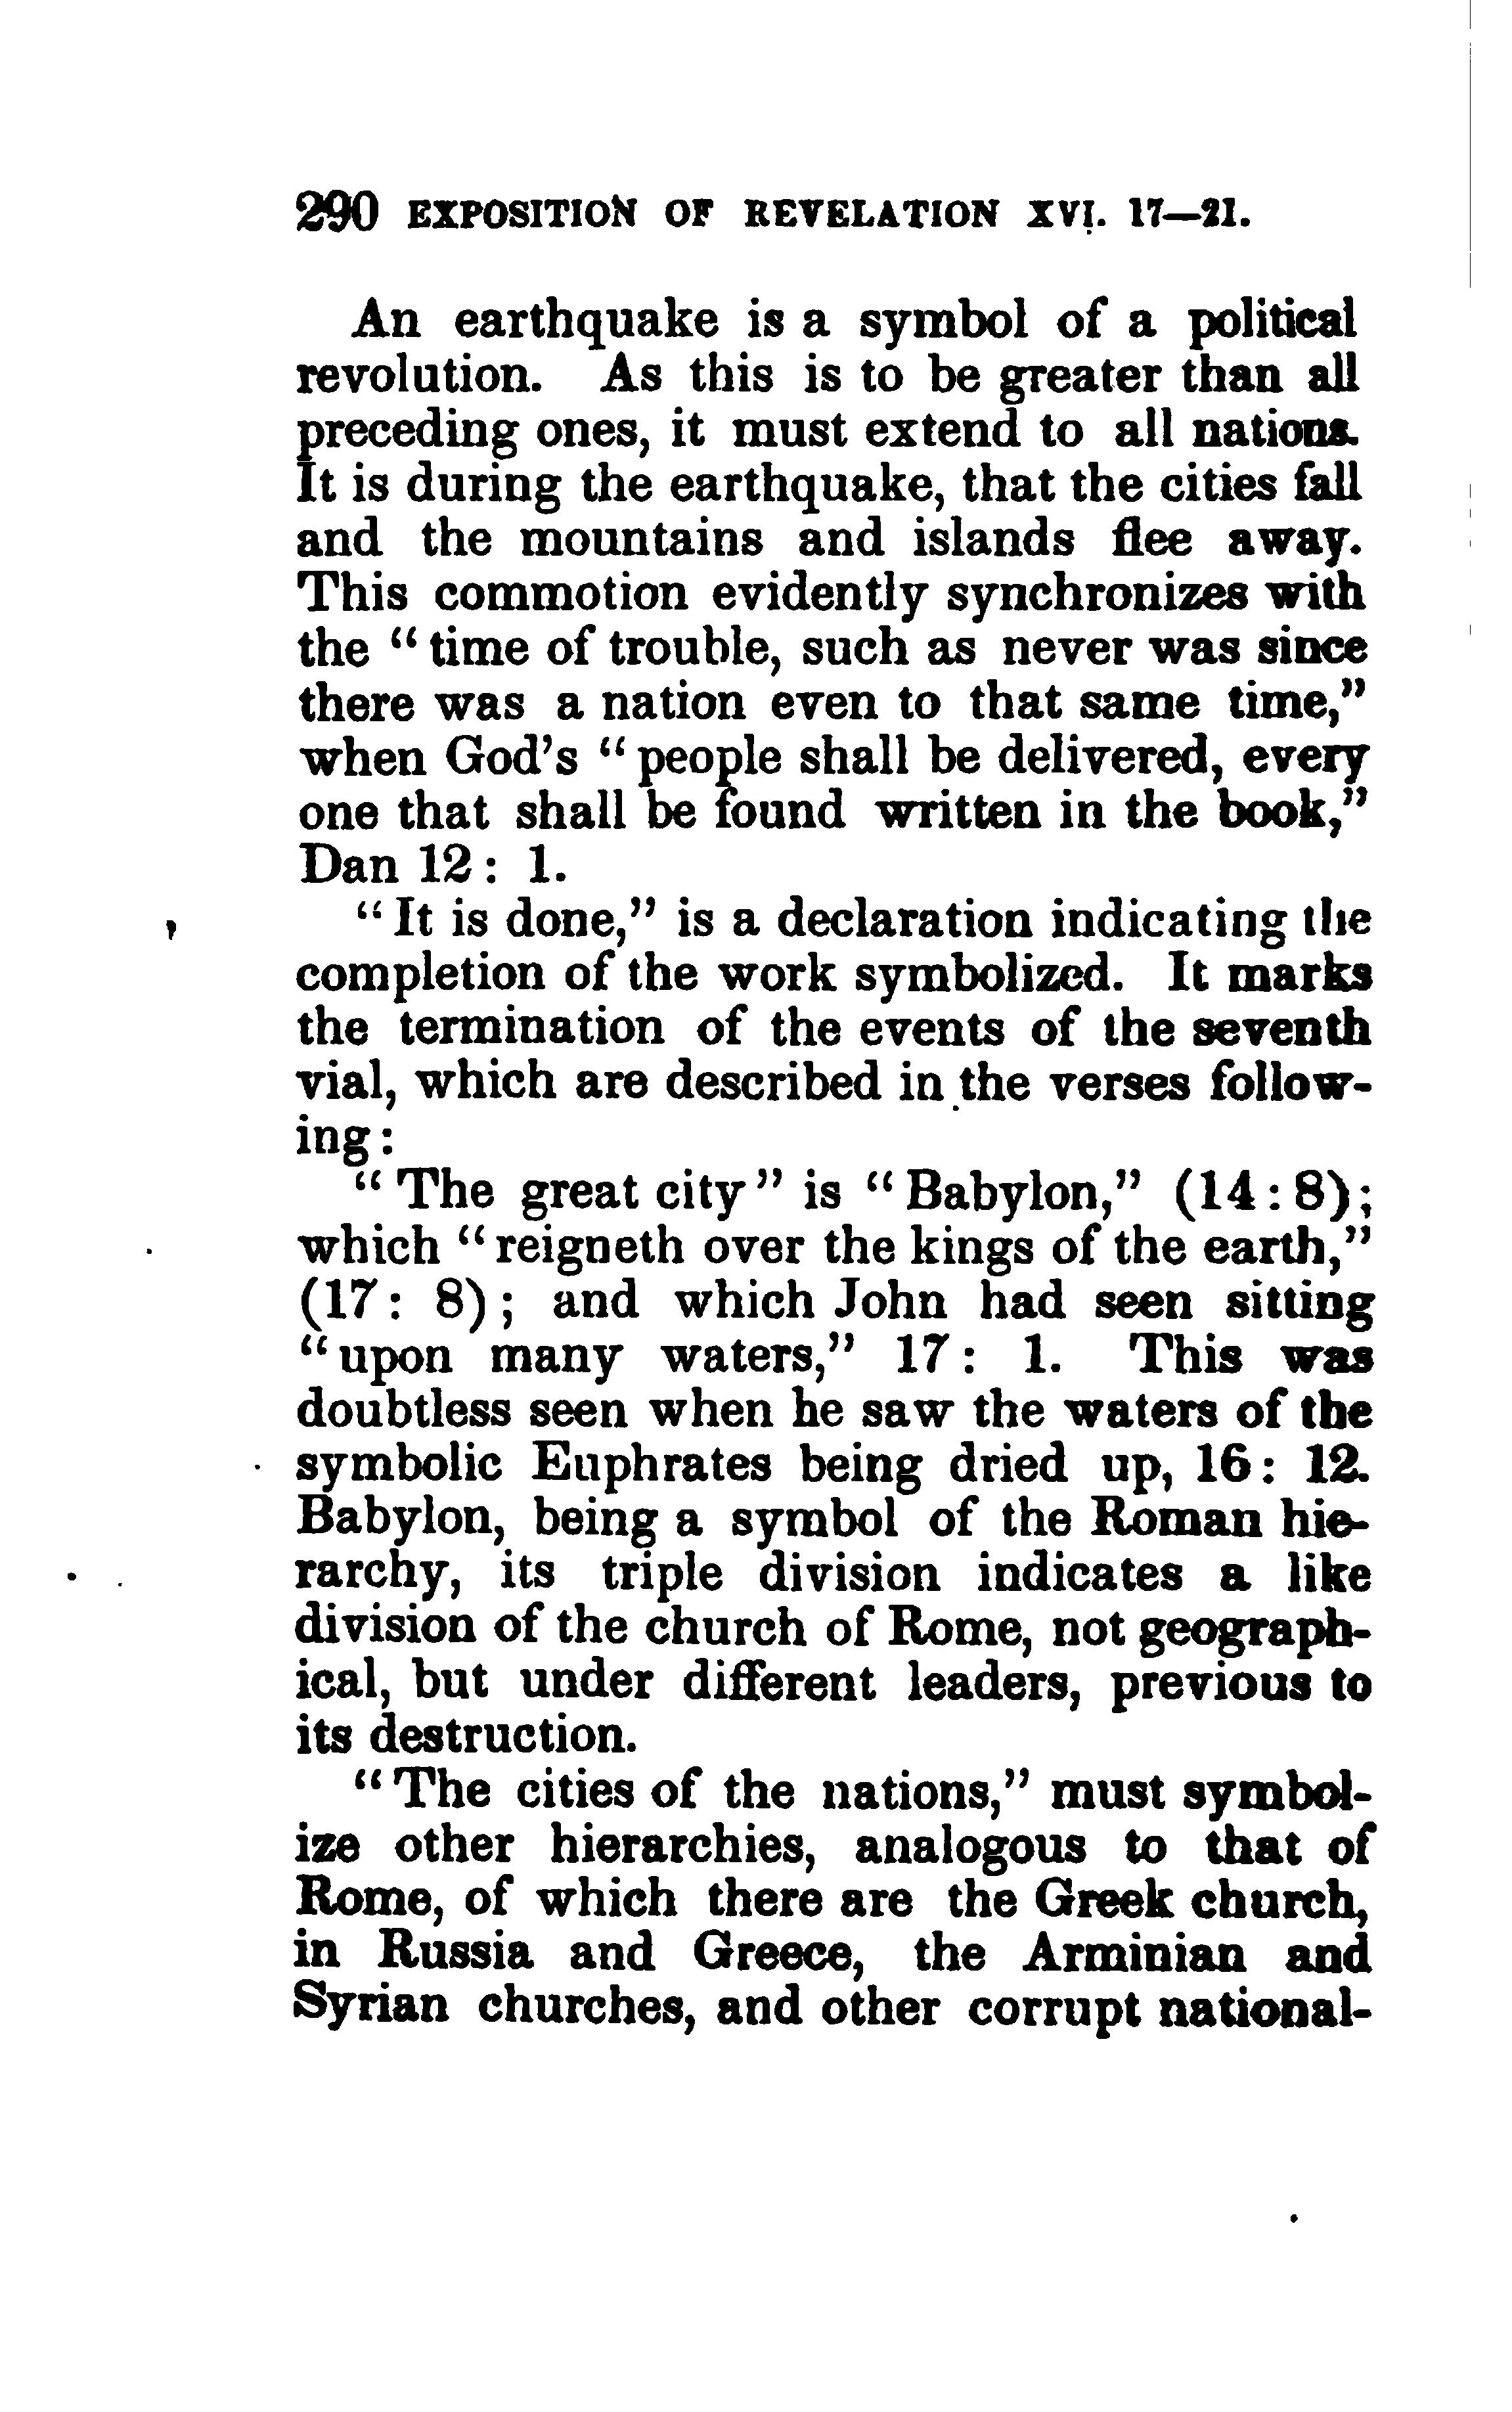 290 EXPOSITION OF REVELATION XVI. 17—21.
An earthquake is a symbol of a political
revolution. As this is to be greater than all
preceding ones, it must extend to all nations.
It is during the earthquake, that the cities fall
and the mountains and islands flee away.
This commotion evidently synchronizes with
the “time of trouble, such as never was since
there was a nation even to that same time,”
when God's “people shall be delivered, every
one that shall be found written in the book,”
Dan 12: 1.
“It is done,” is a declaration indicating the
completion of the work symbolized. It marks
the termination of the events of the seventh
vial, which are described in the verses follow-
ing:
“The great city” is “Babylon,” (14:8);
which “reigneth over the kings of the earth,”
(17: 8); and which John had seen sitting
“upon many waters,” 17: 1. This was
doubtless seen when he saw the waters of the
symbolic Euphrates being dried up, 16: 12.
Babylon, being a symbol of the Roman hie-
rarchy, its triple division indicates a like
division of the church of Rome, not geograph-
ical, but under different leaders, previous to
its destruction.
“The cities of the nations,” must symbol-
ize other hierarchies, analogous to that of
Rome, of which there are the Greek church,
in Russia and Greece, the Arminian and
Syrian churches, and other corrupt national-